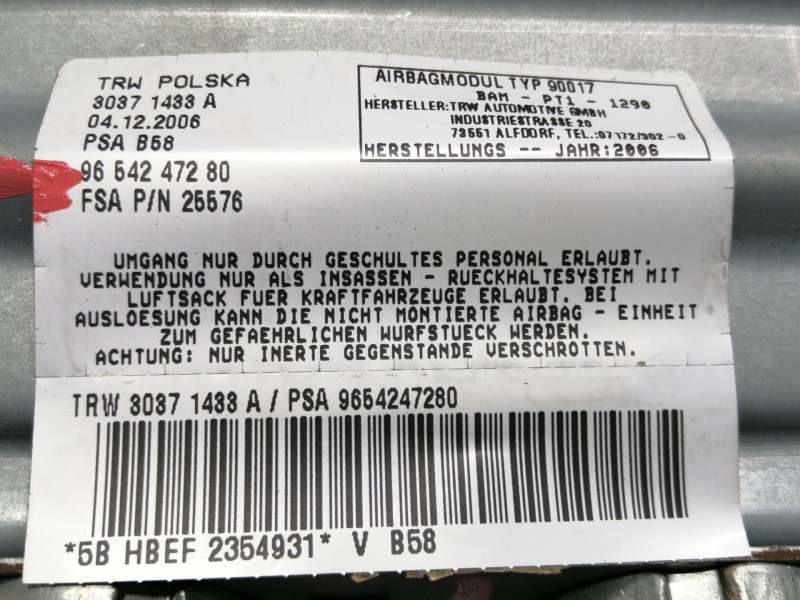 TRW POLSKA
3037 1433 A
04.12.2006
PSA B58
96 542 472 80
FSA P/N 25576
AIRBAGMODUL TYP 90017
BAM - PT1 - 1290
HERSTELLER:TRW AUTOMOTIVE GMBH
INDUSTRIESTRASSE 20
73551 ALFDORF, TEL.:07172/302-0
HERSTELLUNGS -- JAHR:2006
UMGANG NUR DURCH GESCHULTES PERSONAL ERLAUBT.
VERWENDUNG NUR ALS INSASSEN - RUECKHALTESYSTEM MIT
LUFTSACK FUER KRAFTFAHRZEUGE ERLAUBT. BEI
AUSLOESUNG KANN DIE NICHT MONTIERTE AIRBAG - EINHEIT
ZUM GEFAEHRLICHEN WURFSTUECK WERDEN.
ACHTUNG: NUR INERTE GEGENSTANDE VERSCHROTTEN.
TRW 3037 1433 A / PSA 9654247280
*5B HBEF 2354931* V B58